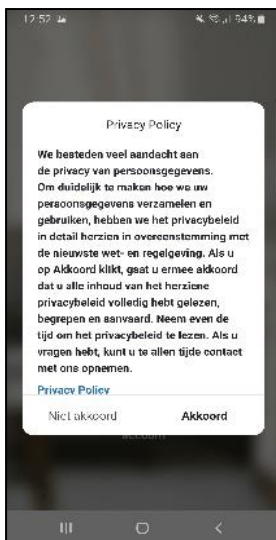 12:52
94%
Privacy Policy
We besteden veel aandacht aan
de privacy van persoonsgegevens.
Om duidelijk te maken hoe we uw
persoonsgegevens verzamelen en
gebruiken, hebben we het privacybeleid
in detail herzien in overeenstemming met
de nieuwste wet- en regelgeving. Als u
op Akkoord klikt, gaat u ermee akkoord
dat u alle inhoud van het herziene
privacybeleid volledig hebt gelezen,
begrepen en aanvaard. Neem even de
tijd om het privacybeleid te lezen. Als u
vragen hebt, kunt u te allen tijde contact
met ons opnemen.
Privacy Policy
Niet akkoord Akkoord
account